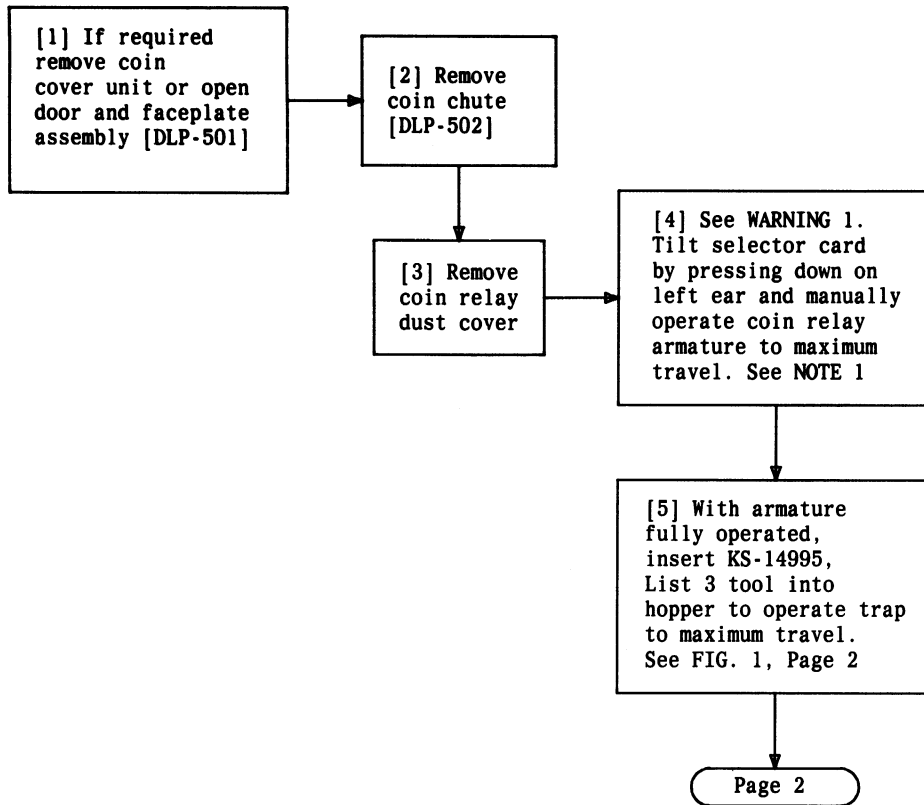 [1] If required
remove coin
cover unit or open
door and faceplate
assembly [DLP-501]
[2] Remove
coin chute
[DLP-502]
[3] Remove
coin relay
dust cover
[4] See WARNING 1.
Tilt selector card
by pressing down on
left ear and manually
operate coin relay
armature to maximum
travel. See NOTE 1
[5] With armature
fully operated,
insert KS-14995,
List 3 tool into
hopper to operate trap
to maximum travel.
See FIG. 1, Page 2
Page 2